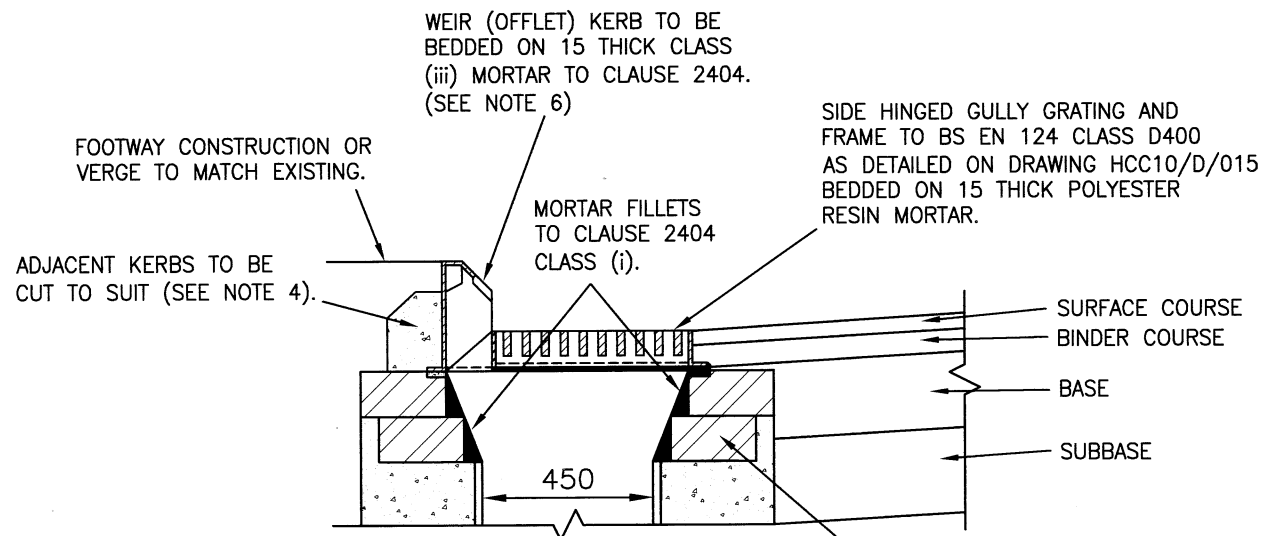 WEIR (OFFLET) KERB TO BE
BEDDED ON 15 THICK CLASS
(iii) MORTAR TO CLAUSE 2404.
(SEE NOTE 6)
SIDE HINGED GULLY GRATING AND
FRAME TO BS EN 124 CLASS D400
AS DETAILED ON DRAWING HCC10/D/015
BEDDED ON 15 THICK POLYESTER
RESIN MORTAR.
FOOTWAY CONSTRUCTION OR
VERGE TO MATCH EXISTING.
MORTAR FILLETS
TO CLAUSE 2404
CLASS (i).
ADJACENT KERBS TO BE
CUT TO SUIT (SEE NOTE 4).
SURFACE COURSE
BINDER COURSE
BASE
SUBBASE
450